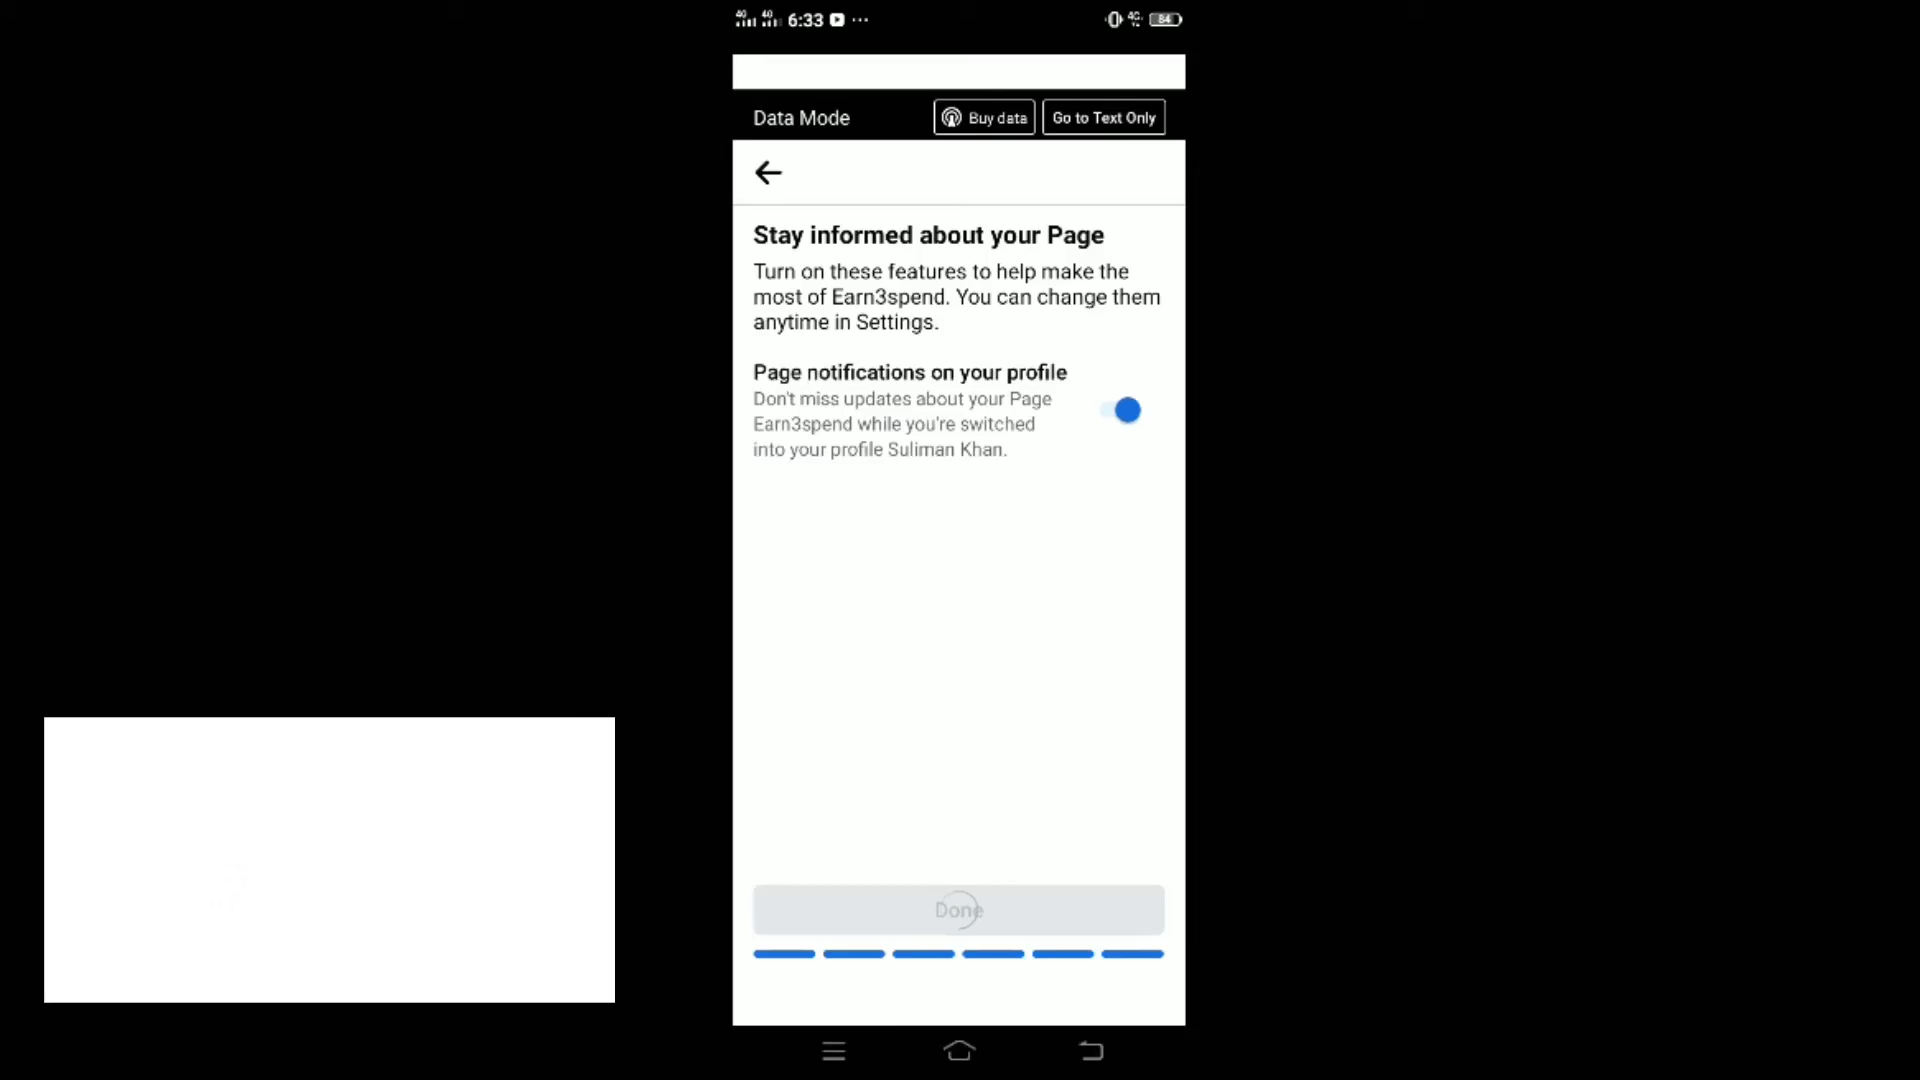 6:33
84
Data Mode
Buy data
Go to Text Only
Stay informed about your Page
Turn on these features to help make the
most of Earn3spend. You can change them
anytime in Settings.
Page notifications on your profile
Don't miss updates about your Page
Earn3spend while you're switched
into your profile Suliman Khan.
Done